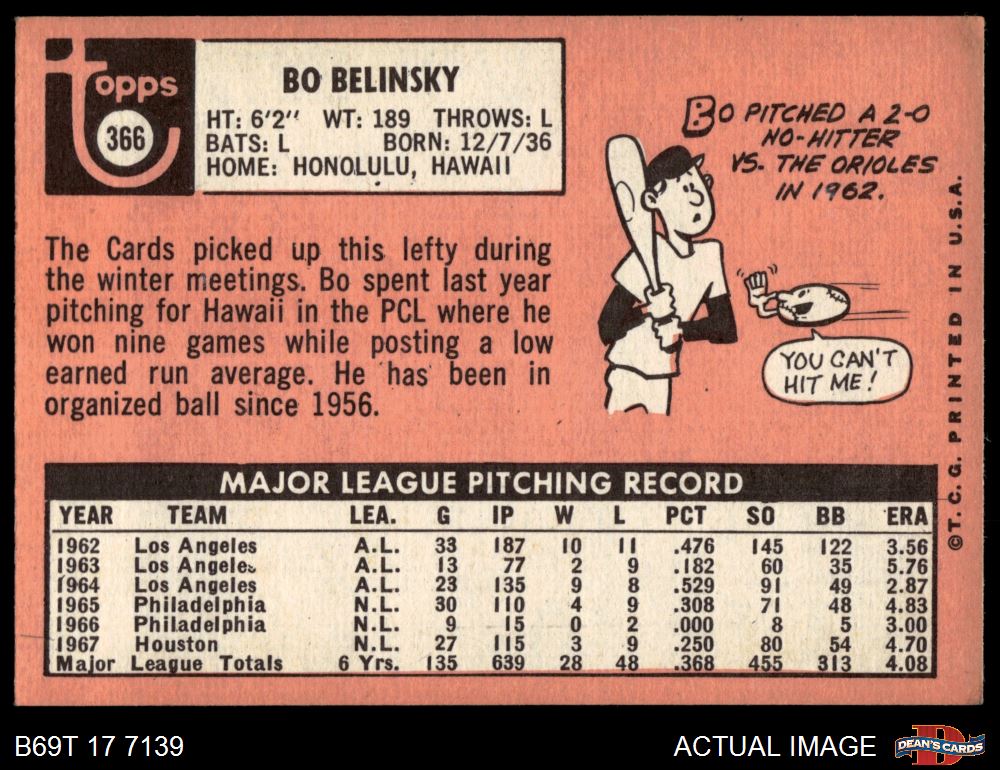 topps
366
BO BELINSKY
HT: 6'2" WT: 189 THROWS: L
BATS: L BORN: 12/7/36
HOME: HONOLULU, HAWAII
BO PITCHED A 2-0
NO-HITTER
VS. THE ORIOLES
IN 1962.
YOU CAN'T
HIT ME!
The Cards picked up this lefty during
the winter meetings. Bo spent last year
pitching for Hawaii in the PCL where he
won nine games while posting a low
earned run average. He has been in
organized ball since 1956.
©T. C. G. PRINTED IN U.S.A.
MAJOR LEAGUE PITCHING RECORD
YEAR TEAM LEA. G IP W L PCT SO BB ERA
1962 Los Angeles A.L. 33 187 10 11 .476 145 122 3.56
1963 Los Angeles A.L. 13 77 2 9 .182 60 35 5.76
1964 Los Angeles A.L. 23 135 9 8 .529 91 49 2.87
1965 Philadelphia N.L. 30 110 4 9 .308 71 48 4.83
1966 Philadelphia N.L. 9 15 0 2 .000 8 5 3.00
1967 Houston N.L. 27 115 3 9 .250 80 54 4.70
Major League Totals 6 Yrs. 135 639 28 48 .368 455 313 4.08
B69T 17 7139
ACTUAL IMAGE
DEAN'S CARDS